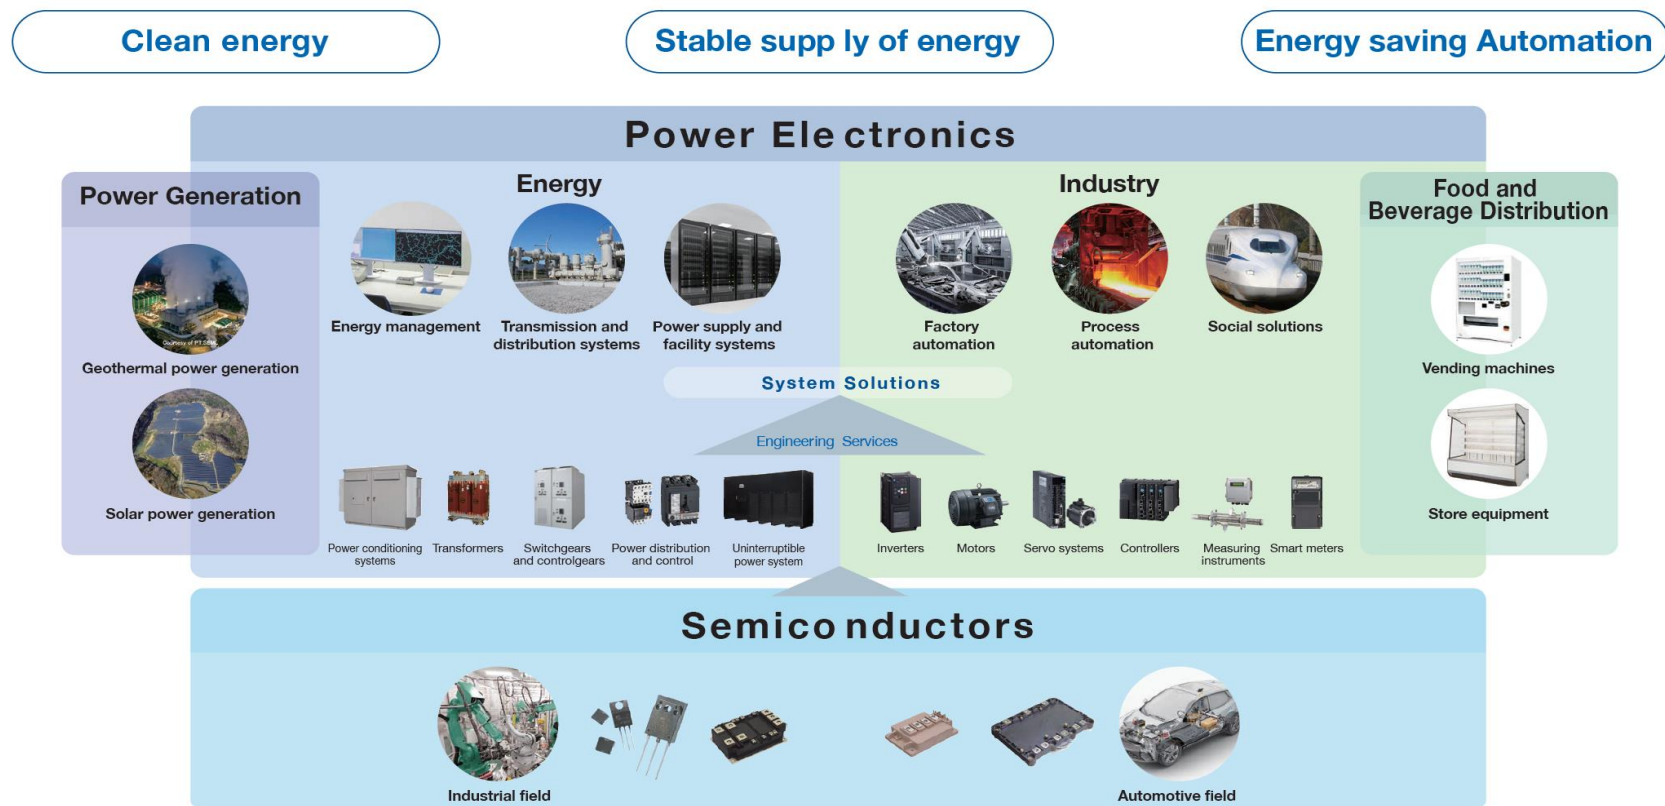 Clean energy
Stable supp ly of energy
Energy saving Automation
Power Ele ctronics
Power Generation
Geothermal power generation
Solar power generation
Energy
Energy management
Transmission and
distribution systems
Power supply and
facility systems
Industry
Factory
automation
Process
automation
Social solutions
Food and
Beverage Distribution
Vending machines
Store equipment
System Solutions
Engineering Services
Power conditioning
systems
Transformers
Switchgears
and controlgears
Power distribution
and control
Uninterruptible
power system
Inverters
Motors
Servo systems
Controllers
Measuring
instruments
Smart meters
Semico nductors
Industrial field
Automotive field